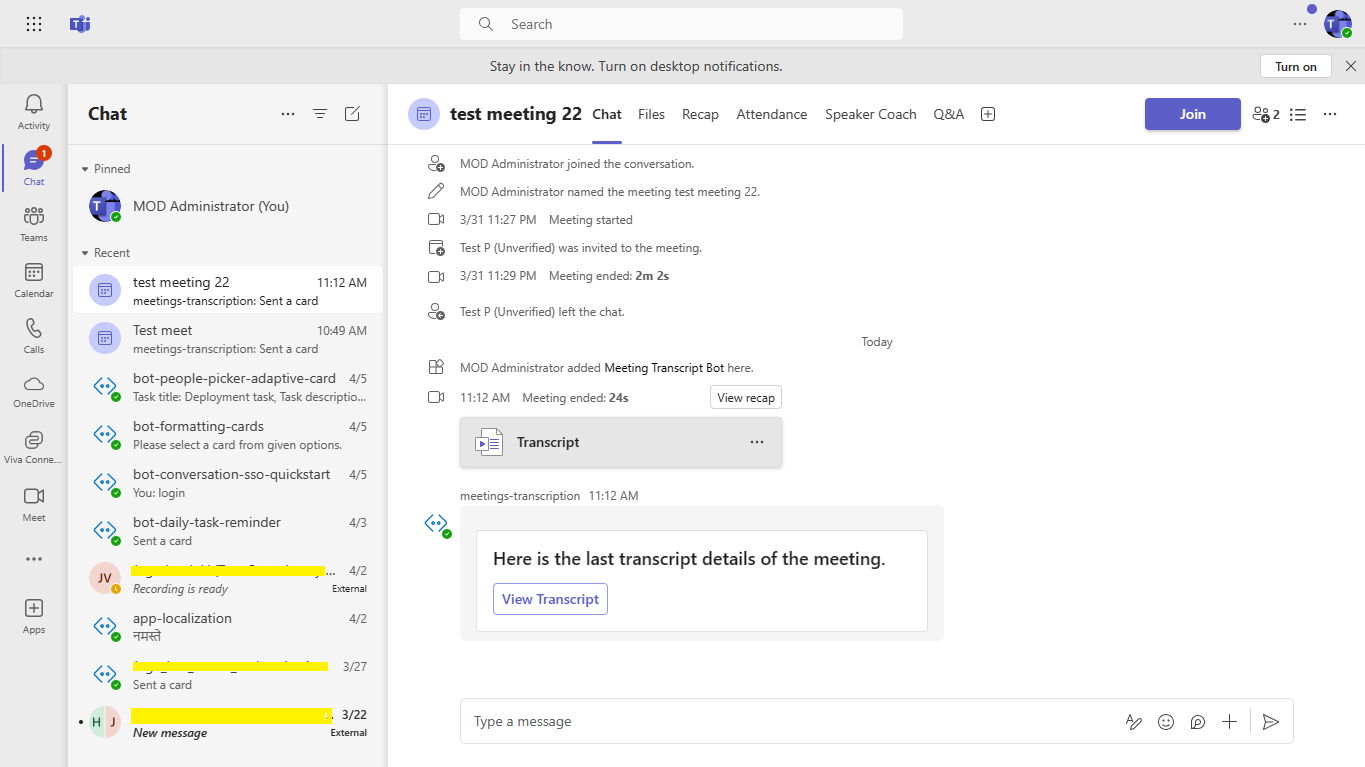 Search
Stay in the know. Turn on desktop notifications.
Turn on
Activity
1
Chat
Teams
Calendar
Calls
OneDrive
Viva Conne...
Meet
Apps
Chat
Pinned
MOD Administrator (You)
Recent
test meeting 22 11:12 AM
meetings-transcription: Sent a card
Test meet 10:49 AM
meetings-transcription: Sent a card
bot-people-picker-adaptive-card 4/5
Task title: Deployment task, Task descriptio...
bot-formatting-cards 4/5
Please select a card from given options.
bot-conversation-sso-quickstart 4/5
You: login
bot-daily-task-reminder 4/3
Sent a card
JV
... 4/2
Recording is ready External
app-localization 4/2
नमस्ते
3/27
Sent a card
H J
3/22
New message External
test meeting 22 Chat Files Recap Attendance Speaker Coach Q&A
Join 2
MOD Administrator joined the conversation.
MOD Administrator named the meeting test meeting 22.
3/31 11:27 PM Meeting started
Test P (Unverified) was invited to the meeting.
3/31 11:29 PM Meeting ended: 2m 2s
Test P (Unverified) left the chat.
Today
MOD Administrator added Meeting Transcript Bot here.
11:12 AM Meeting ended: 24s View recap
Transcript
meetings-transcription 11:12 AM
Here is the last transcript details of the meeting.
View Transcript
Type a message